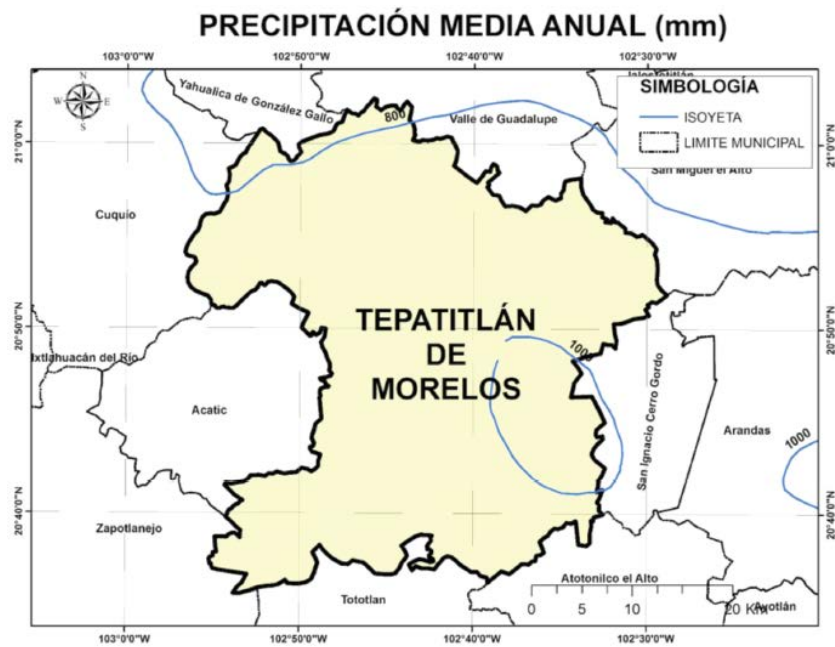 PRECIPITACIÓN MEDIA ANUAL (mm)
103°0'0"W
102°50'0"W
102°40'0"W
102°30'0"W
N
W
E
S
Yahualica de González Gallo
800
Valle de Guadalupe
SIMBOLOGÍA
ISOYETA
LIMITE MUNICIPAL
21°0'0"N
21°0'0"N
San Miguel el Alto
Cuquio
20°50'0"N
20°50'0"N
TEPATITLÁN
DE
MORELOS
1000
Ixtlahuacán del Río
Acatic
San Ignacio Cerro Gordo
Arandas
1000
20°40'0"N
20°40'0"N
Zapotlanejo
Atotonilco el Alto
Tototlan
0
5
10
20 Km
Ayotlán
103°0'0"W
102°50'0"W
102°40'0"W
102°30'0"W